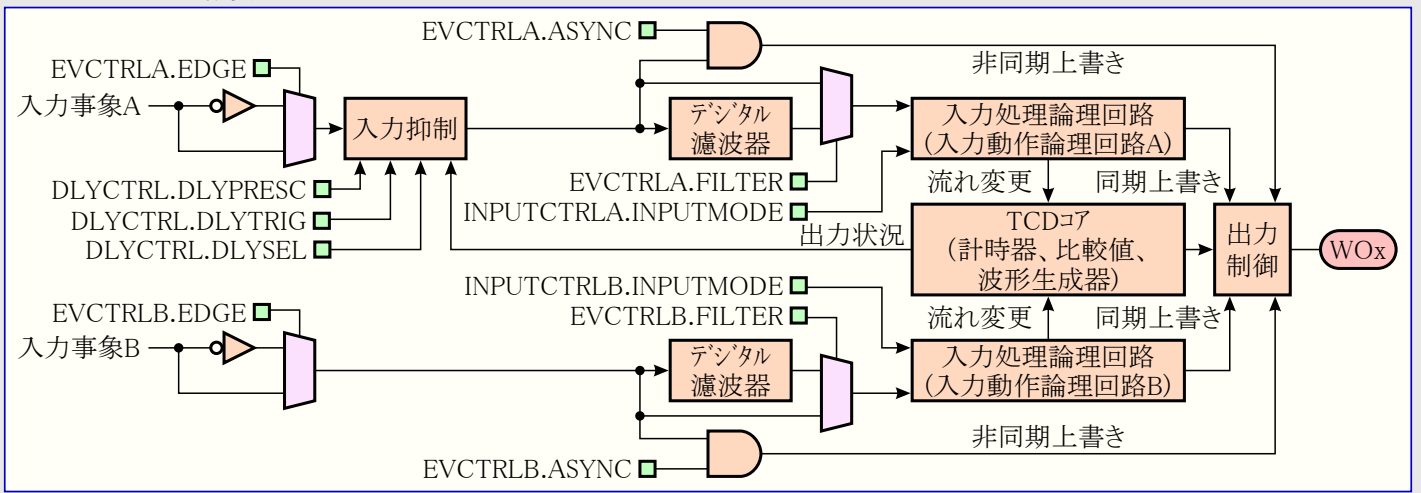 EVCTRLA.ASYNC
非同期上書き
EVCTRLA.EDGE
入力事象A
入力抑制
デジタル
濾波器
入力処理論理回路
(入力動作論理回路A)
DLYCTRL.DLYPRESC
DLYCTRL.DLYTRIG
DLYCTRL.DLYSEL
EVCTRLA.FILTER
INPUTCTRLA.INPUTMODE
流れ変更
同期上書き
出力状況
TCDコア
(計時器、比較値、
波形生成器)
出力
制御
WOx
INPUTCTRLB.INPUTMODE
EVCTRLB.FILTER
流れ変更
同期上書き
EVCTRLB.EDGE
入力事象B
デジタル
濾波器
入力処理論理回路
(入力動作論理回路B)
非同期上書き
EVCTRLB.ASYNC